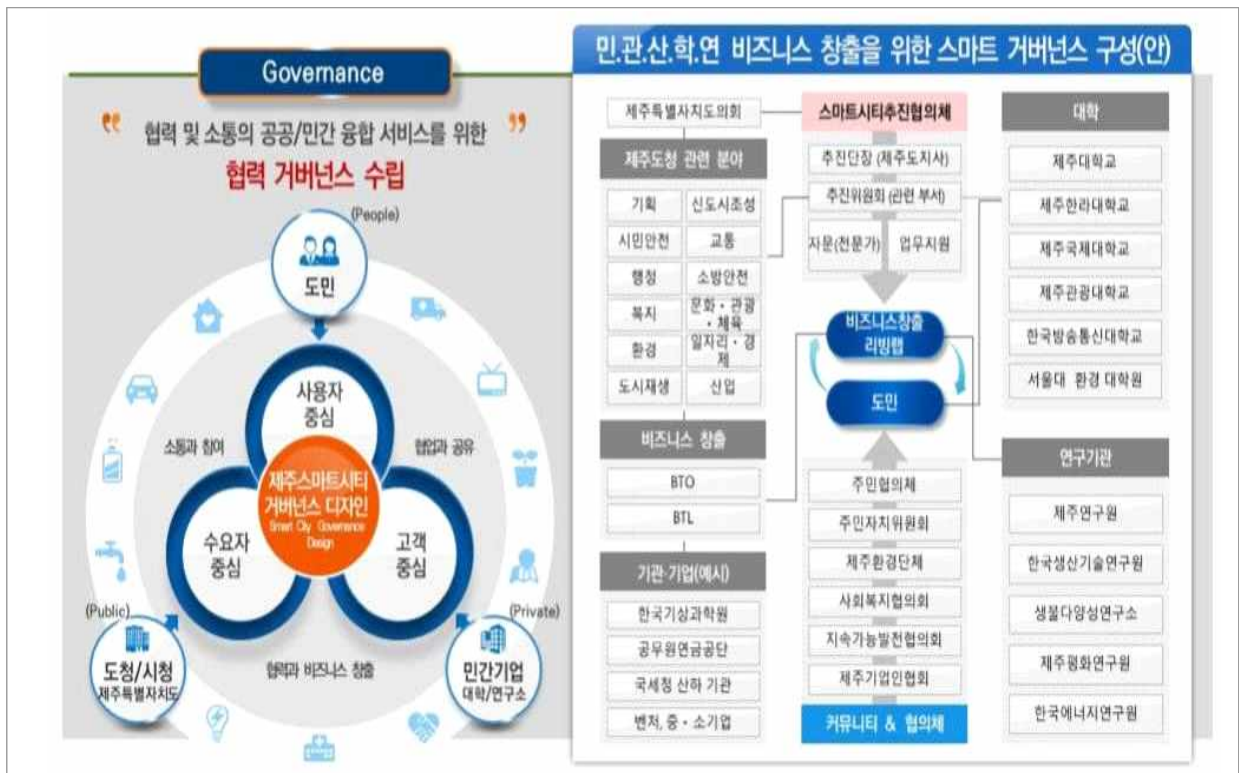 Governance
“ 협력 및 소통의 공공/민간 융합 서비스를 위한 ”
협력 거버넌스 수립
(People)
도민
사용자
중심
소통과 참여
협업과 공유
제주스마트시티
거버넌스 디자인
Smart City Governance
Design
수요자
중심
고객
중심
(Public)
도청/시청
제주특별자치도
협력과 비즈니스 창출
(Private)
민간기업
대학/연구소
민.관.산.학.연 비즈니스 창출을 위한 스마트 거버넌스 구성(안)
제주특별자치도의회
제주도청 관련 분야
기획
신도시조성
시민안전
교통
행정
소방안전
복지
문화・관광
・체육
환경
일자리・경
제
도시재생
산업
비즈니스 창출
BTO
BTL
기관·기업(예시)
한국기상과학원
공무원연금공단
국세청 산하 기관
벤처, 중・소기업
스마트시티추진협의체
추진단장 (제주도지사)
추진위원회 (관련 부서)
자문(전문가)
업무지원
비즈니스창출
리빙랩
도민
주민협의체
주민자치위원회
제주환경단체
사회복지협의회
지속가능발전협의회
제주기업인협회
커뮤니티 & 협의체
대학
제주대학교
제주한라대학교
제주국제대학교
제주관광대학교
한국방송통신대학교
서울대 환경 대학원
연구기관
제주연구원
한국생산기술연구원
생물다양성연구소
제주평화연구원
한국에너지연구원